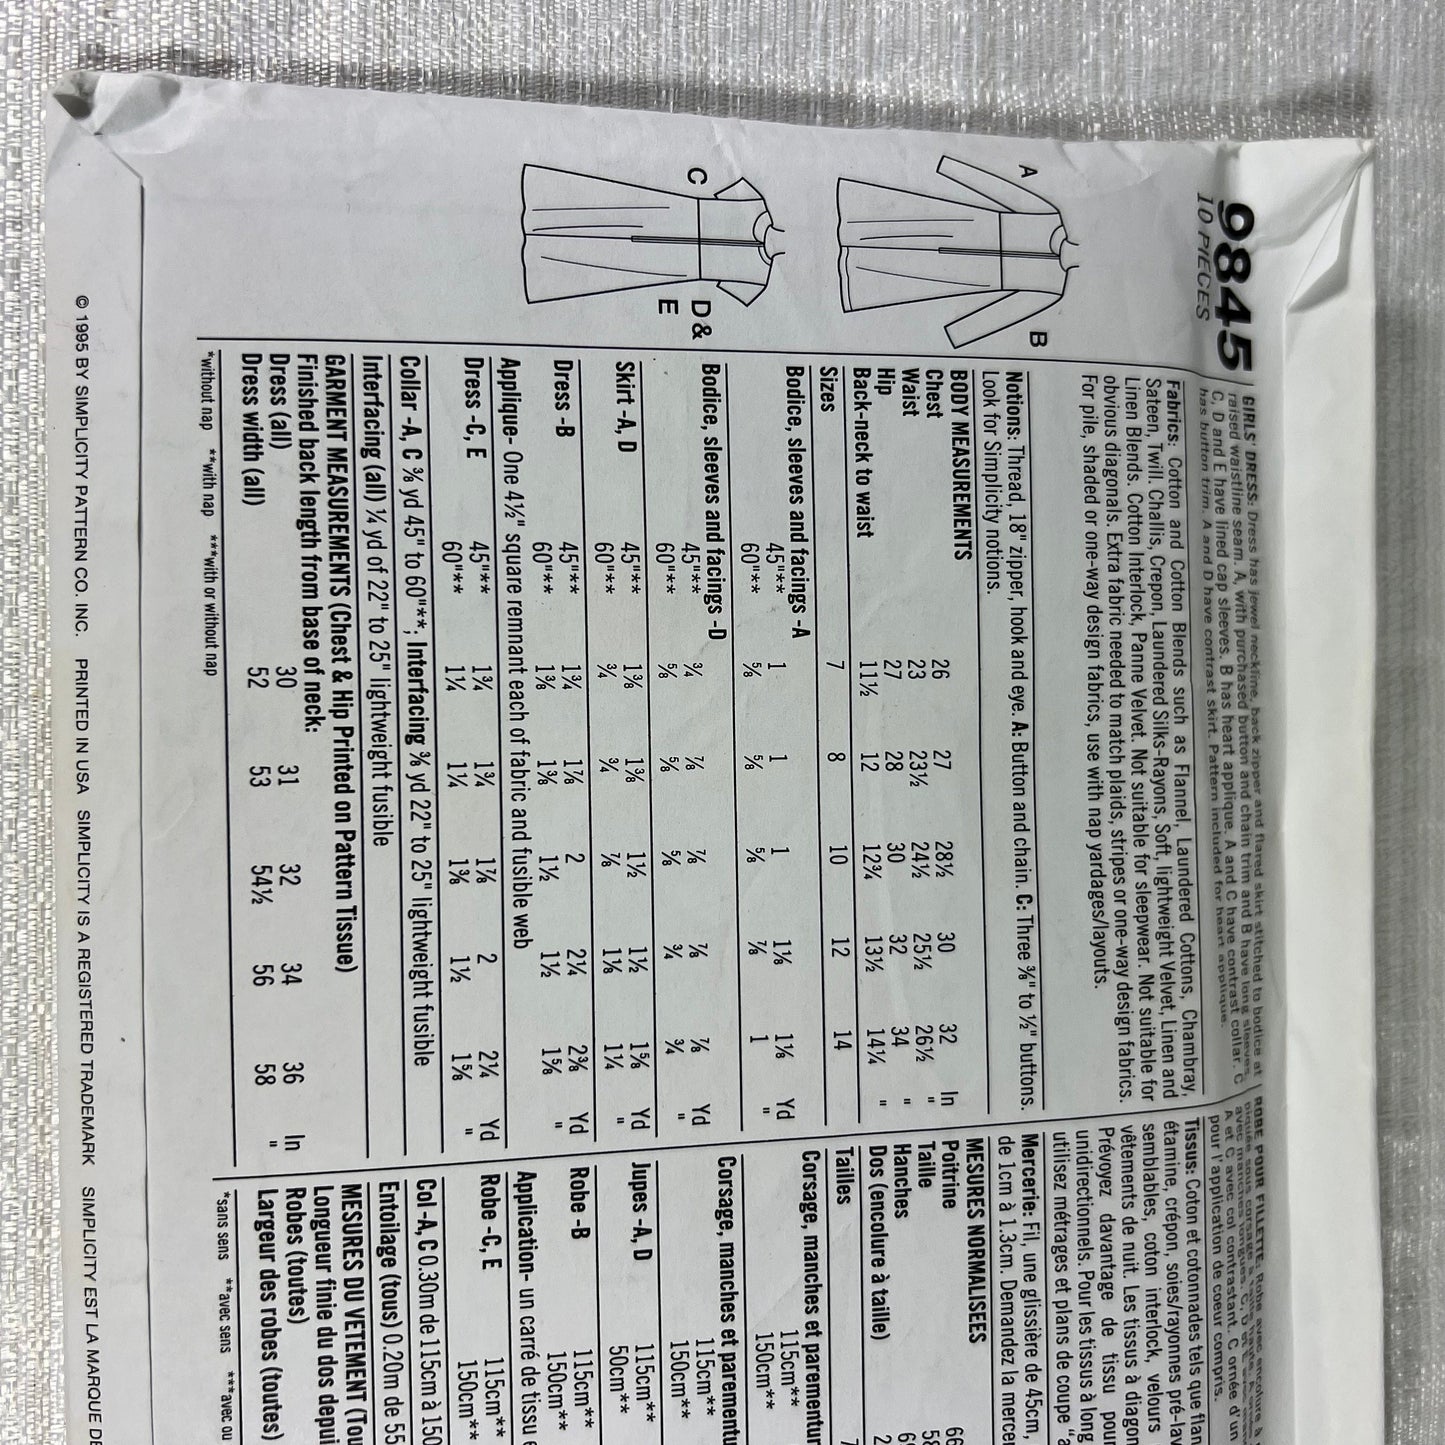 9845
10 PIECES
GIRLS' DRESS: Dress has jewel neckline, back zipper and flared skirt stitched to bodice at
raised waistline seam. A, with purchased button and chain trim and B have long sleeves.
C, D and E have lined cap sleeves. B has heart applique. A and C have contrast collar. C
has button trim. A and D have contrast skirt. Pattern included for heart applique.
A
B
C
D&
E
Fabrics: Cotton and Cotton Blends such as Flannel, Laundered Cottons, Chambray,
Sateen, Twill. Challis, Crepon, Laundered Silks-Rayons, Soft, lightweight Velvet, Linen and
Linen Blends. Cotton Interlock, Panne Velvet. Not suitable for sleepwear. Not suitable for
obvious diagonals. Extra fabric needed to match plaids, stripes or one-way design fabrics.
For pile, shaded or one-way design fabrics, use with nap yardages/layouts.
Notions: Thread, 18" zipper, hook and eye. A: Button and chain. C: Three ⅜" to ½" buttons.
Look for Simplicity notions.
BODY MEASUREMENTS
Chest 26 27 28½ 30 32 In
Waist 23 23½ 24½ 25½ 26½ "
Hip 27 28 30 32 34 "
Back-neck to waist 11½ 12 12¾ 13½ 14¼ "
Sizes 7 8 10 12 14
Bodice, sleeves and facings -A
45"** 1 1 1 1⅛ 1⅛ Yd
60"** ⅝ ⅝ ⅝ ⅞ 1 "
Bodice, sleeves and facings -D
45"** ¾ ⅞ ⅞ ⅞ ⅞ Yd
60"** ⅝ ⅝ ⅝ ¾ ¾ "
Skirt -A, D
45"** 1⅜ 1⅜ 1½ 1½ 1⅝ Yd
60"** ¾ ¾ ⅞ 1⅛ 1¼ "
Dress -B
45"** 1¾ 1⅞ 2 2¼ 2⅜ Yd
60"** 1⅜ 1⅜ 1½ 1½ 1⅝ "
Applique- One 4½" square remnant each of fabric and fusible web
Dress -C, E
45"** 1¾ 1¾ 1⅞ 2 2¼ Yd
60"** 1¼ 1¼ 1⅜ 1½ 1⅝ "
Collar -A, C ⅜ yd 45" to 60"**, Interfacing ⅜ yd 22" to 25" lightweight fusible
Interfacing (all) ¼ yd of 22" to 25" lightweight fusible
GARMENT MEASUREMENTS (Chest & Hip Printed on Pattern Tissue)
Finished back length from base of neck:
Dress (all) 30 31 32 34 36 In
Dress width (all) 52 53 54½ 56 58 "
*without nap **with nap ***with or without nap
ROBE POUR FILLETTE: Robe avec encolure
A et C avec col contrastant. C ornée d'un
pour l'application de coeur compris.
Tissus: Coton et cotonnades tels que flan
étamine, crépon, soies/rayonnes pré-lav
semblables, coton interlock, velours
vêtements de nuit. Les tissus à diagon
Prévoyez davantage de tissu pour
unidirectionnels. Pour les tissus à long
utilisez métrages et plans de coupe "a
Mercerie: Fil, une glissière de 45cm,
de 1cm à 1.3cm. Demandez la mercer
MESURES NORMALISEES
Poitrine 66
Taille 58
Hanches 6
Dos (encolure à taille) 2
Tailles 7
Corsage, manches et parementur
115cm**
150cm**
Corsage, manches et parementu
115cm**
150cm**
Jupes -A, D
115cm**
50cm**
Robe -B
115cm**
150cm**
Application- un carré de tissu e
Robe -C, E
115cm**
150cm**
Col -A, C 0.30m de 115cm à 150
Entoilage (tous) 0.20m de 55
MESURES DU VETEMENT (Tou
Longueur finie du dos depui
Robes (toutes)
Largeur des robes (toutes)
*sans sens **avec sens ***avec ou
© 1995 BY SIMPLICITY PATTERN CO. INC. PRINTED IN USA SIMPLICITY IS A REGISTERED TRADEMARK SIMPLICITY EST LA MARQUE DE